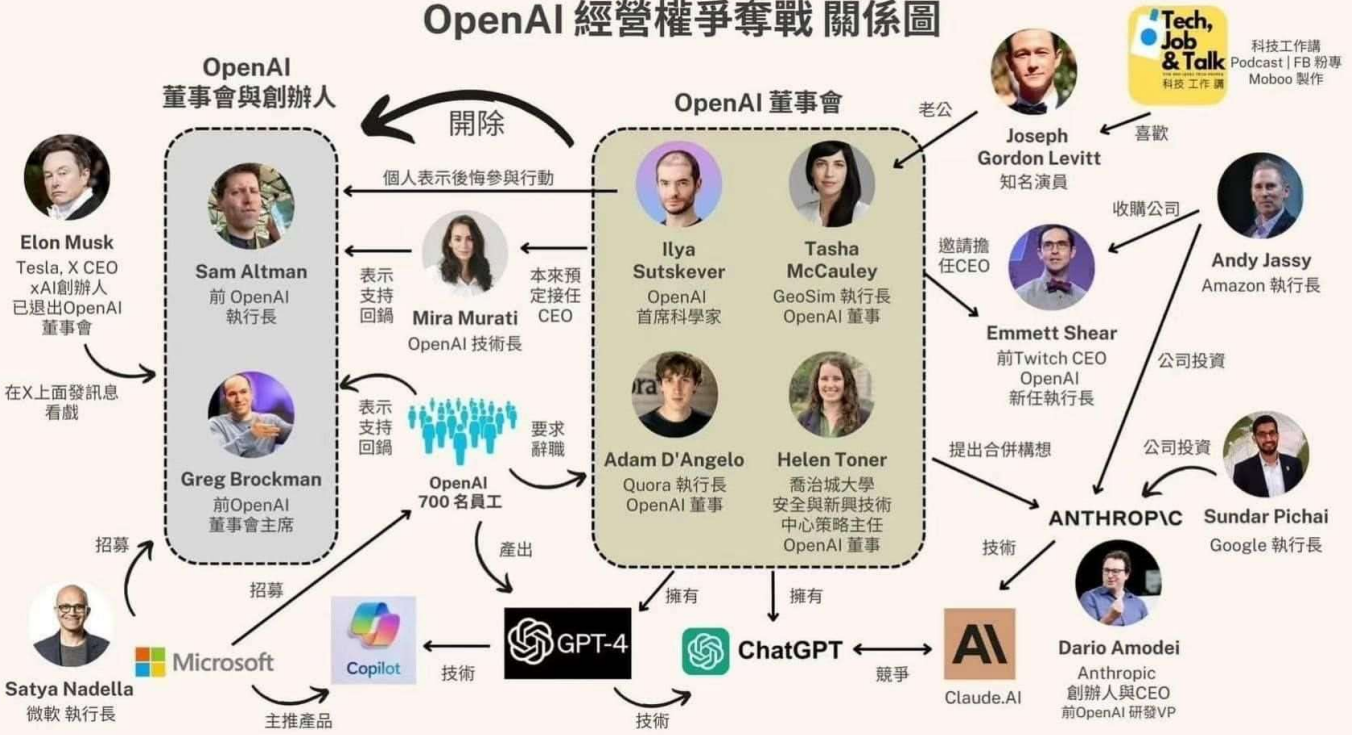 OpenAI 經營權爭奪戰 關係圖
Tech,
Job
& Talk
科技 工作 講
科技工作講
Podcast | FB 粉專
Moboo 製作
喜歡
OpenAI
董事會與創辦人
開除
OpenAI 董事會
老公
Joseph
Gordon Levitt
知名演員
Elon Musk
Tesla, X CEO
xAI創辦人
已退出OpenAI
董事會
在X上面發訊息
看戲
Sam Altman
前 OpenAI
執行長
Greg Brockman
前OpenAI
董事會主席
個人表示後悔參與行動
表示
支持
回鍋
Mira Murati
OpenAI 技術長
本來預
定接任
CEO
表示
支持
回鍋
OpenAI
700 名員工
要求
辭職
產出
Ilya
Sutskever
OpenAI
首席科學家
Tasha
McCauley
GeoSim 執行長
OpenAI 董事
ora
Adam D'Angelo
Quora 執行長
OpenAI 董事
Helen Toner
喬治城大學
安全與新興技術
中心策略主任
OpenAI 董事
邀請擔
任CEO
收購公司
Emmett Shear
前Twitch CEO
OpenAI
新任執行長
Andy Jassy
Amazon 執行長
公司投資
提出合併構想
公司投資
ANTHROP\C
Sundar Pichai
Google 執行長
技術
Dario Amodei
Anthropic
創辦人與CEO
前OpenAI 研發VP
招募
Satya Nadella
微軟 執行長
Microsoft
招募
主推產品
Copilot
技術
GPT-4
擁有
擁有
技術
ChatGPT
競爭
A\
Claude.AI